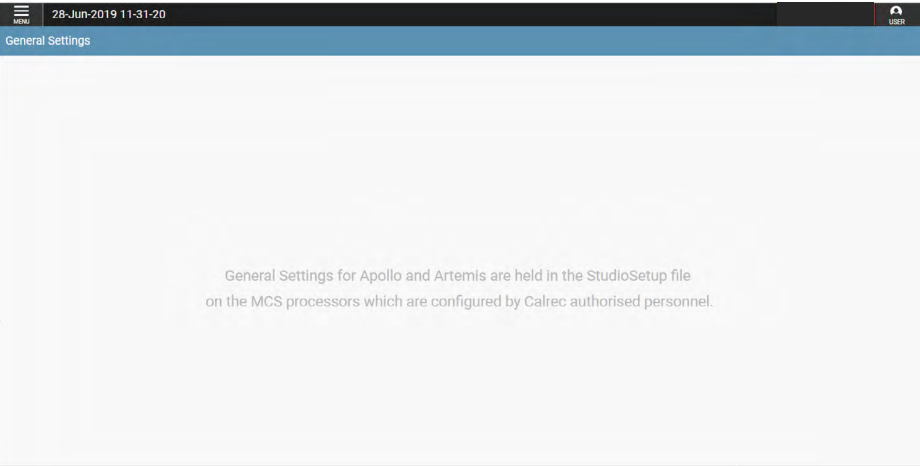 MENU
28-Jun-2019 11-31-20
USER
General Settings
General Settings for Apollo and Artemis are held in the StudioSetup file
on the MCS processors which are configured by Calrec authorised personnel.